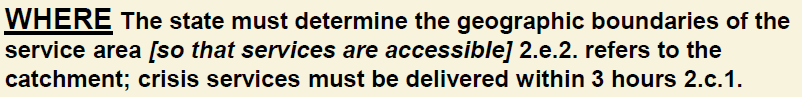 WHERE The state must determine the geographic boundaries of the
service area [so that services are accessible] 2.e.2. refers to the
catchment; crisis services must be delivered within 3 hours 2.c.1.